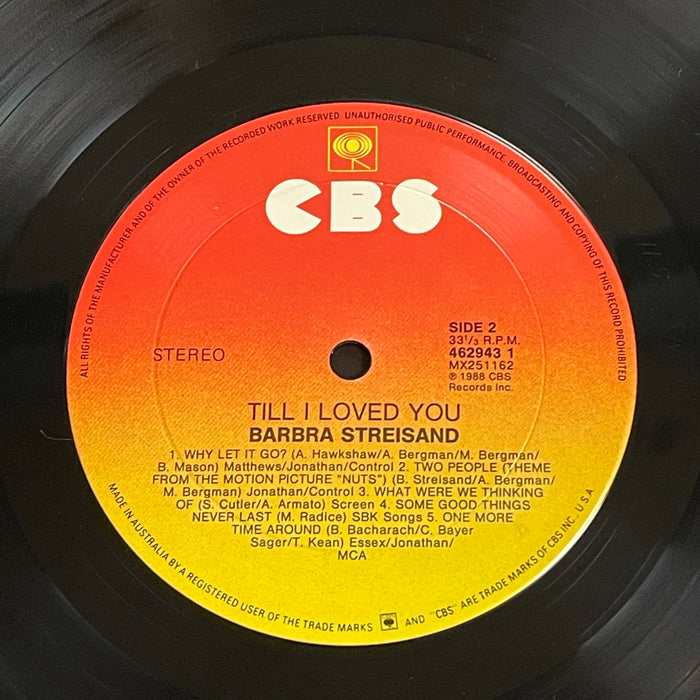 ALL RIGHTS OF THE MANUFACTURER AND OF THE OWNER OF THE RECORDED WORK RESERVED. UNAUTHORISED PUBLIC PERFORMANCE, BROADCASTING AND COPYING OF THIS RECORD PROHIBITED
CBS
SIDE 2
33⅓ R.P.M.
STEREO
462943 1
MX251162
℗ 1988 CBS
Records Inc.
TILL I LOVED YOU
BARBRA STREISAND
1. WHY LET IT GO? (A. Hawkshaw/A. Bergman/M. Bergman/
B. Mason) Matthews/Jonathan/Control 2. TWO PEOPLE (THEME
FROM THE MOTION PICTURE "NUTS") (B. Streisand/A. Bergman/
M. Bergman) Jonathan/Control 3. WHAT WERE WE THINKING
OF (S. Cutler/A. Armato) Screen 4. SOME GOOD THINGS
NEVER LAST (M. Radice) SBK Songs 5. ONE MORE
TIME AROUND (B. Bacharach/C. Bayer
Sager/T. Kean) Essex/Jonathan/
MCA
MADE IN AUSTRALIA BY A REGISTERED USER OF THE TRADE MARKS AND "CBS" ARE TRADE MARKS OF CBS INC. U.S.A